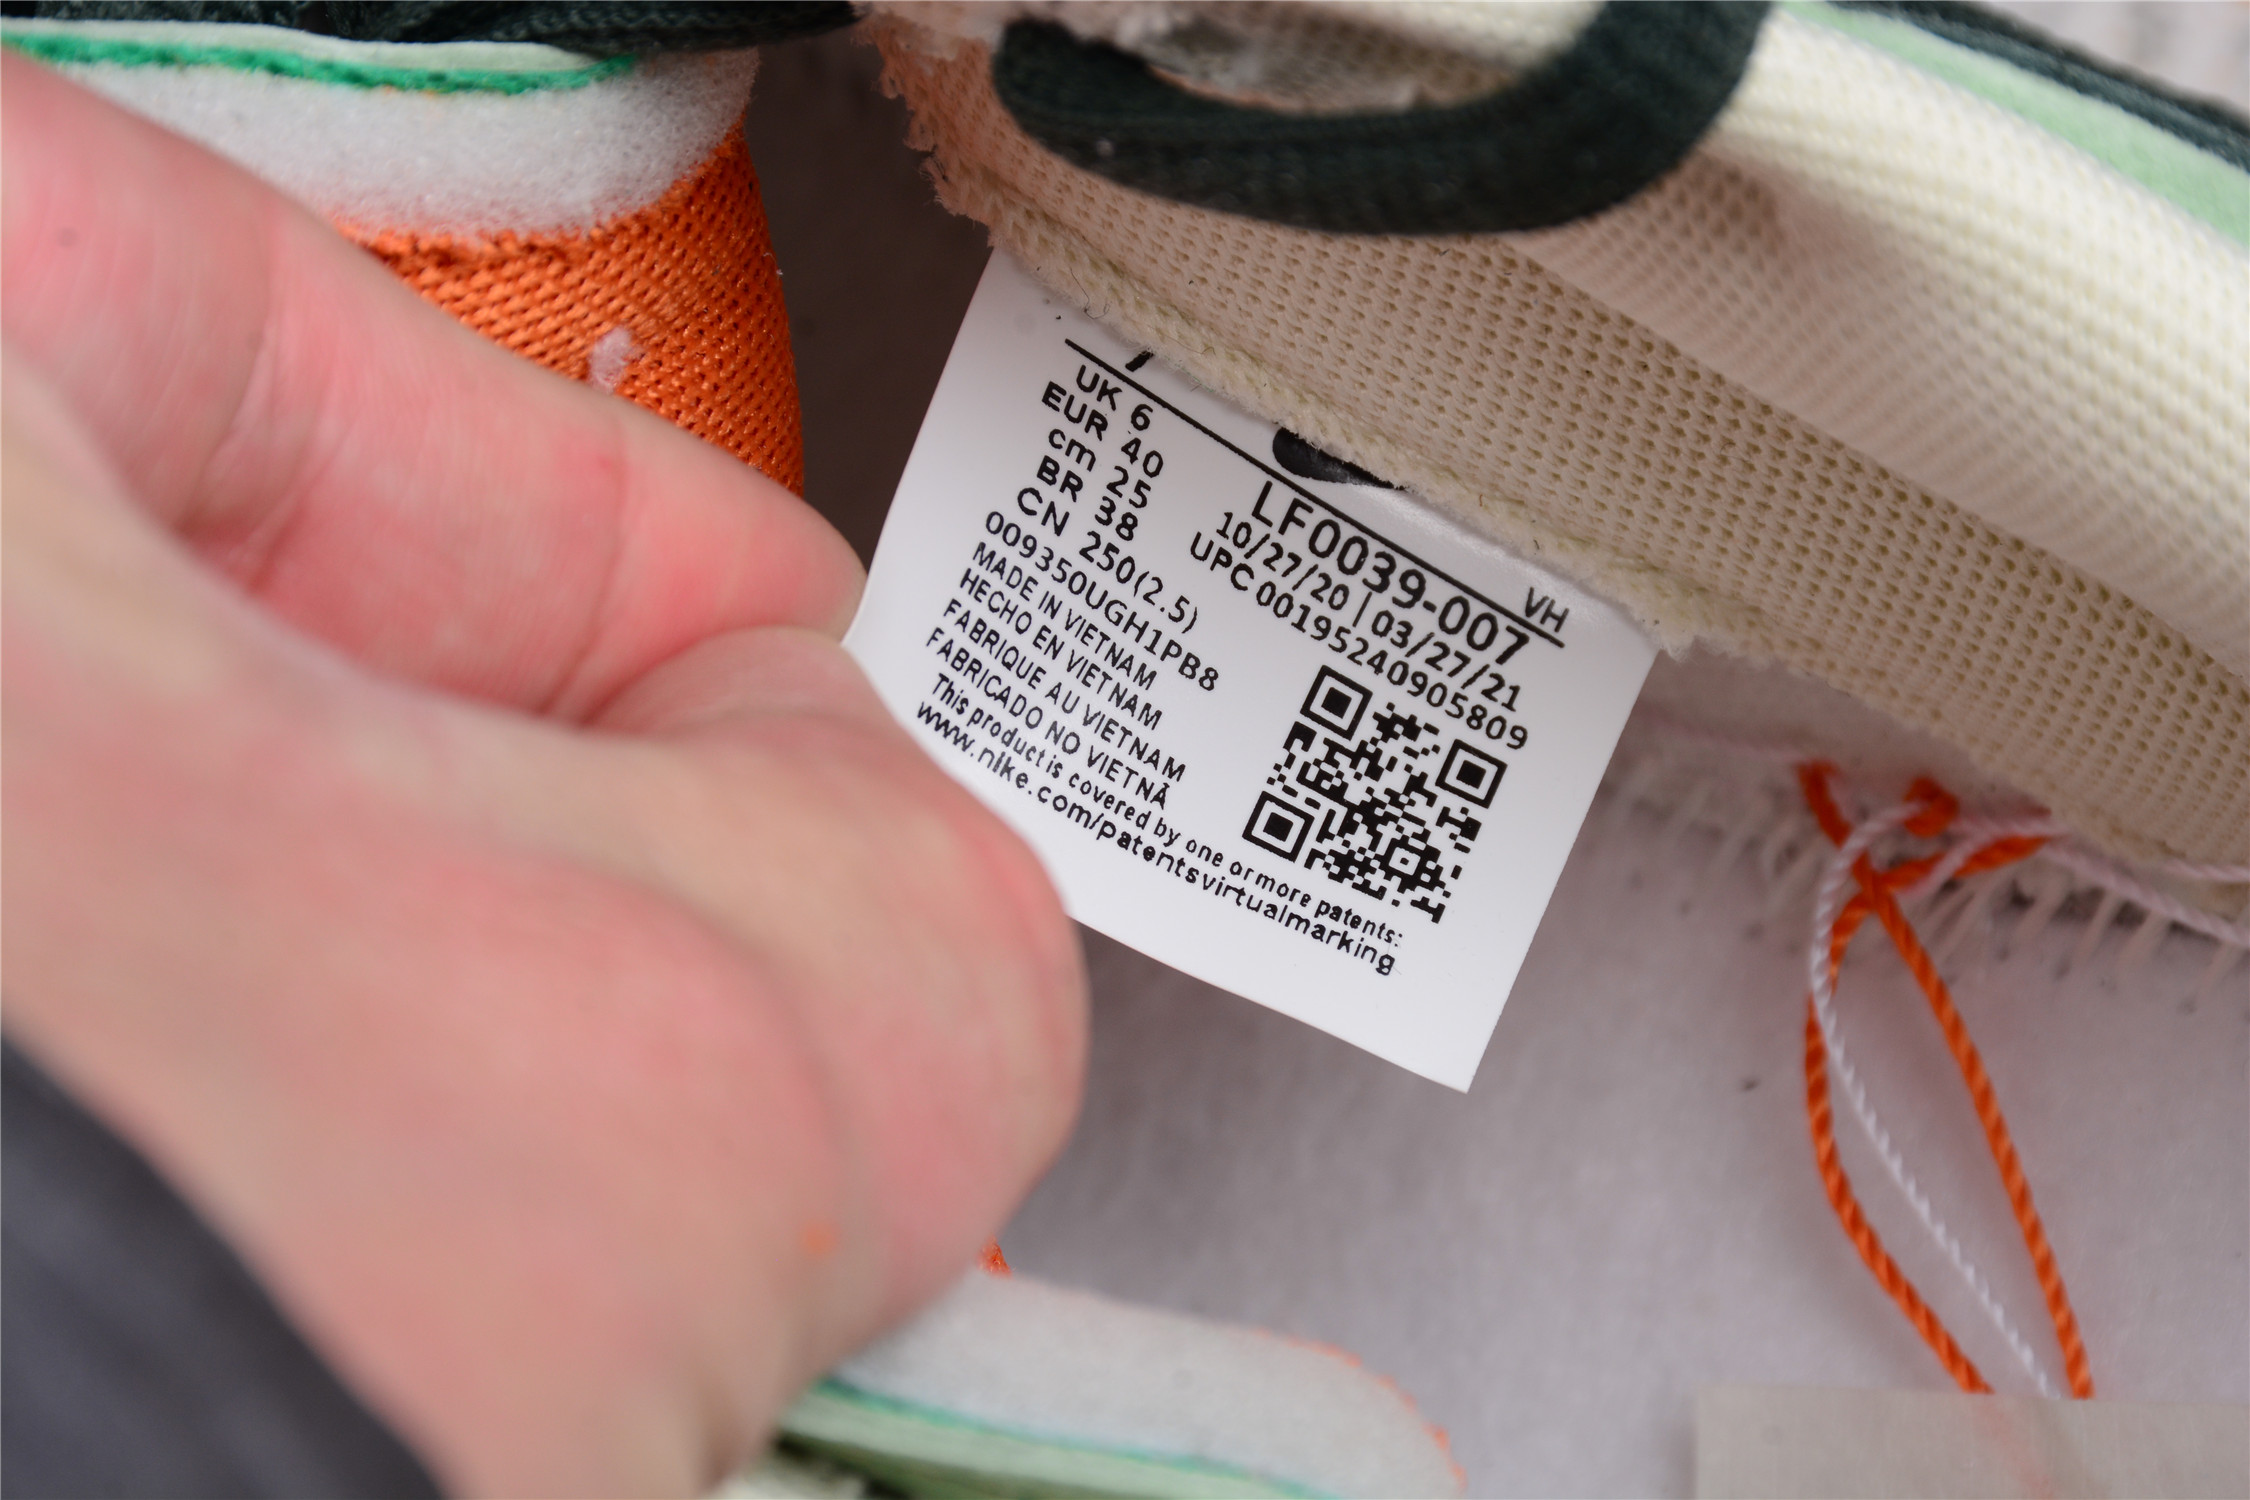 UK 6
EUR 40
cm 25
BR 38
CN 250(2.5)
009350UGH1PB8
MADE IN VIETNAM
HECHO EN VIETNAM
FABRIQUE AU VIETNAM
FABRICADO NO VIETNÃ
This product is covered by one or more patents:
www.nike.com/patentsvirtualmarking
VH
LF0039-007
10/27/20 | 03/27/21
UPC 00195240905809